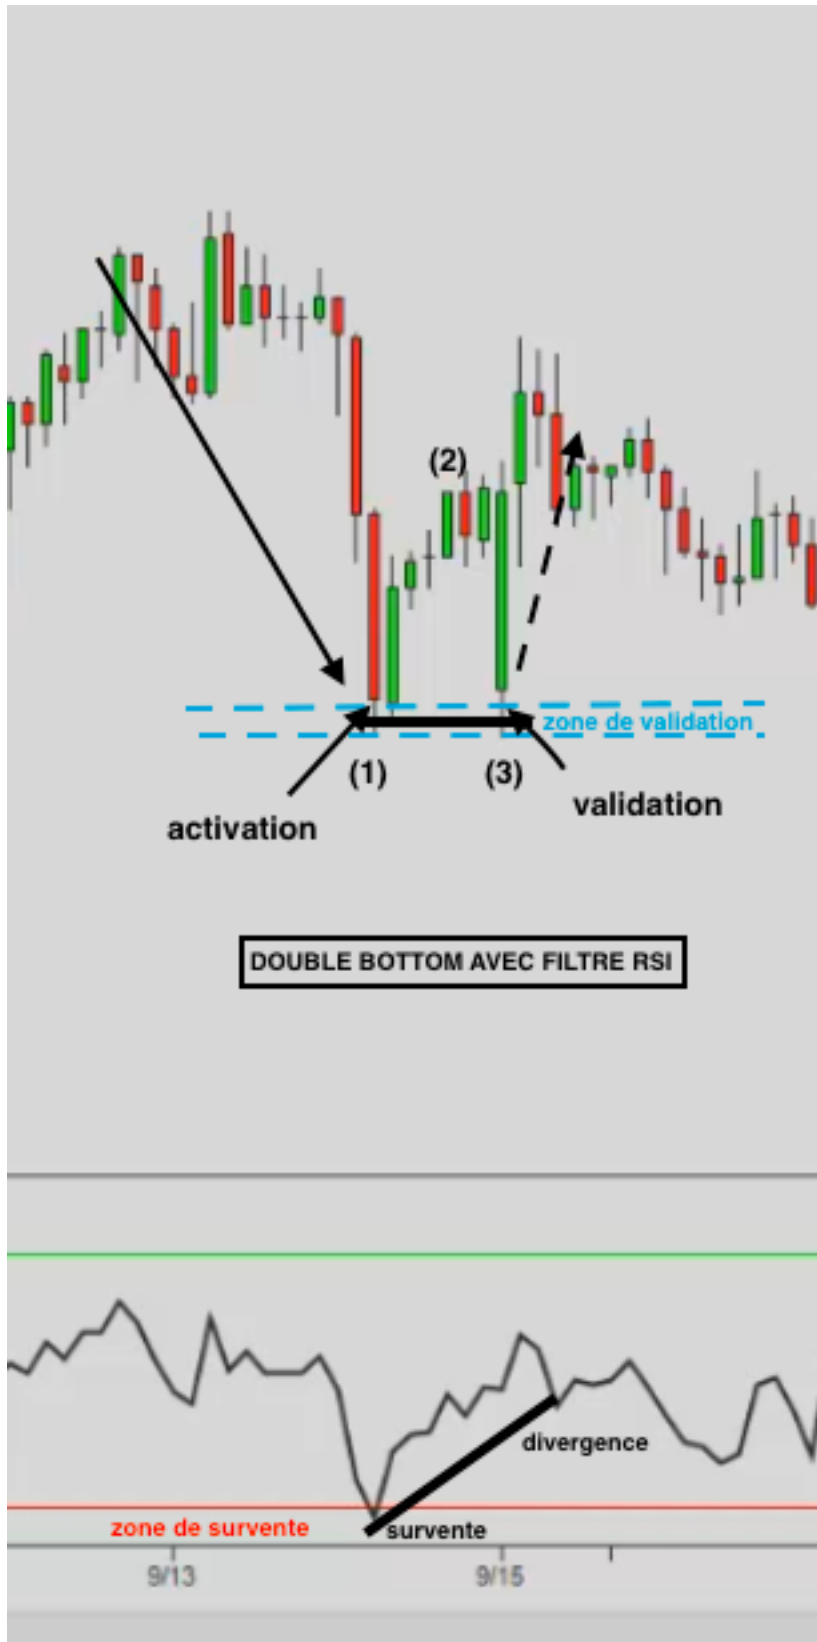 (2)
zone de validation
(1)
(3)
validation
activation
DOUBLE BOTTOM AVEC FILTRE RSI
divergence
zone de survente
survente
9/13
9/15